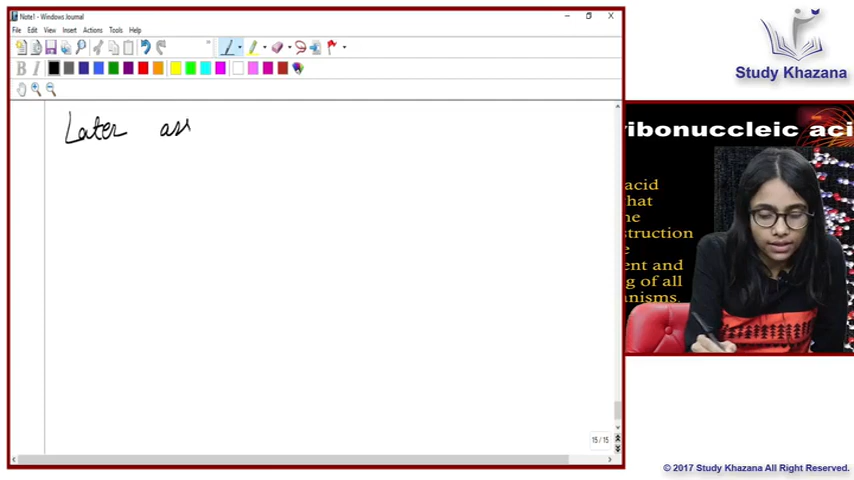 Note1 - Windows Journal
File Edit View Insert Actions Tools Help
B I
Later as
15 / 15
Study Khazana
ribonuccleic aci
acid
hat
ne
struction
e
ent and
g of all
anisms.
© 2017 Study Khazana All Right Reserved.